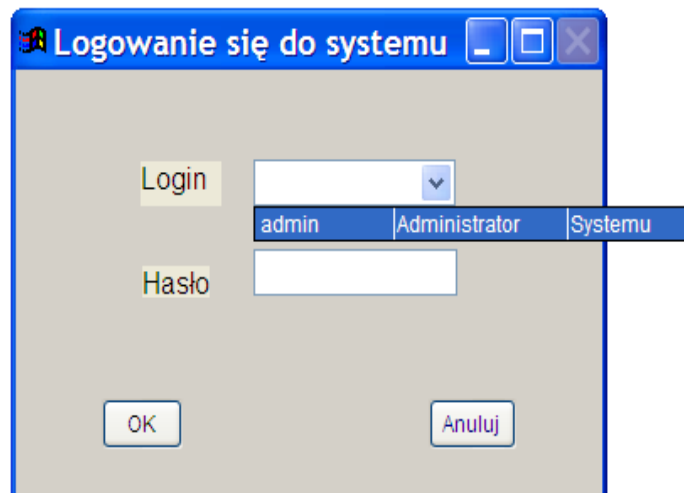 Logowanie się do systemu
Login
admin Administrator Systemu
Hasło
OK Anuluj